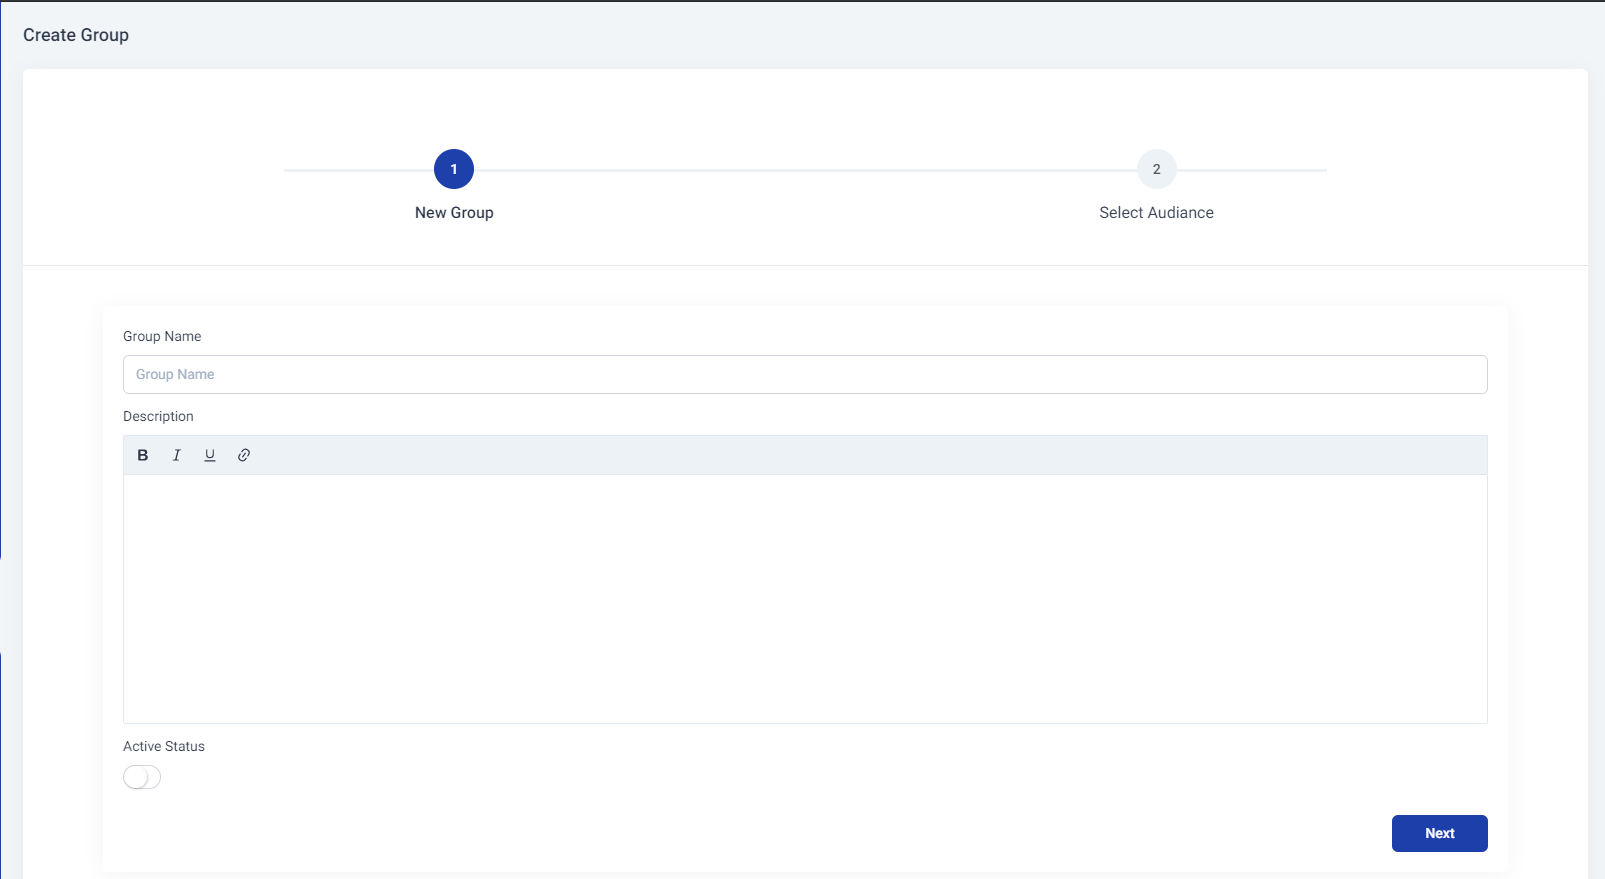 Create Group
1
2
New Group
Select Audiance
Group Name
Group Name
Description
B I U
Active Status
Next